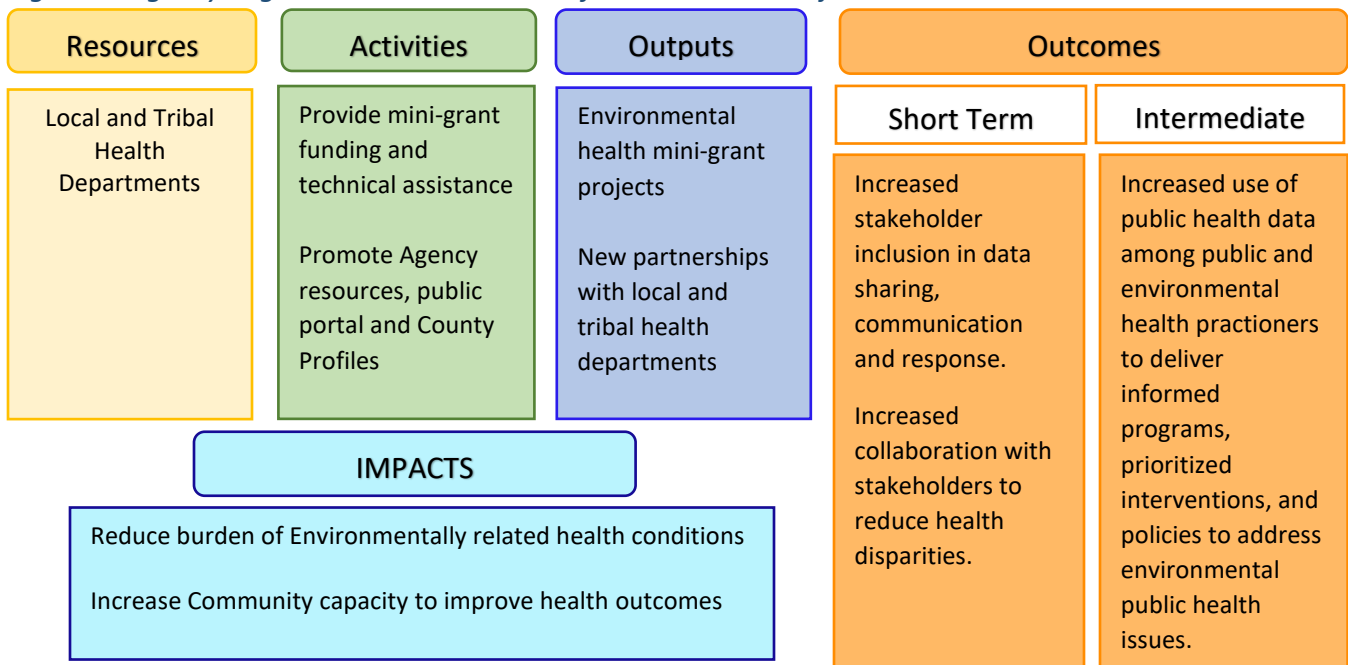 Resources
Local and Tribal
Health
Departments
Activities
Provide mini-grant
funding and
technical assistance
Promote Agency
resources, public
portal and County
Profiles
Outputs
Environmental
health mini-grant
projects
New partnerships
with local and
tribal health
departments
Outcomes
Short Term
Increased
stakeholder
inclusion in data
sharing,
communication
and response.
Increased
collaboration with
stakeholders to
reduce health
disparities.
Intermediate
Increased use of
public health data
among public and
environmental
health practioners
to deliver
informed
programs,
prioritized
interventions, and
policies to address
environmental
public health
issues.
IMPACTS
Reduce burden of Environmentally related health conditions
Increase Community capacity to improve health outcomes